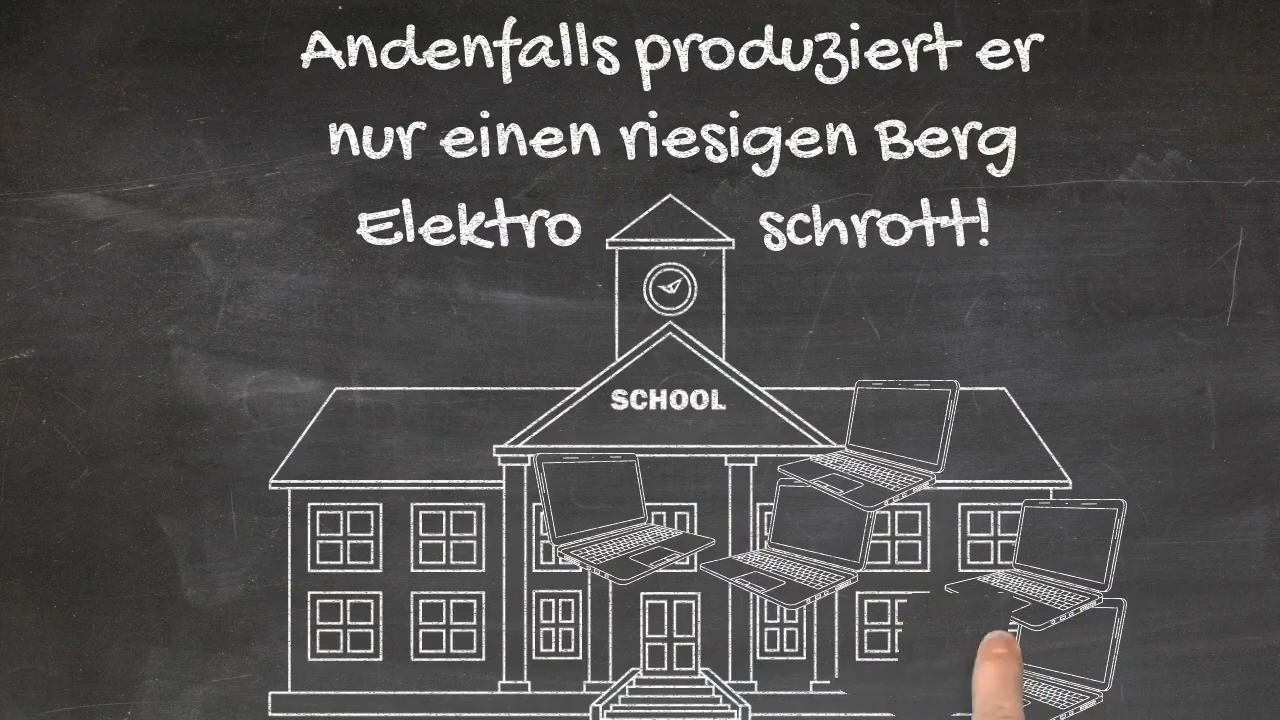 Andenfalls produziert er
nur einen riesigen Berg
Elektro schrott!
SCHOOL